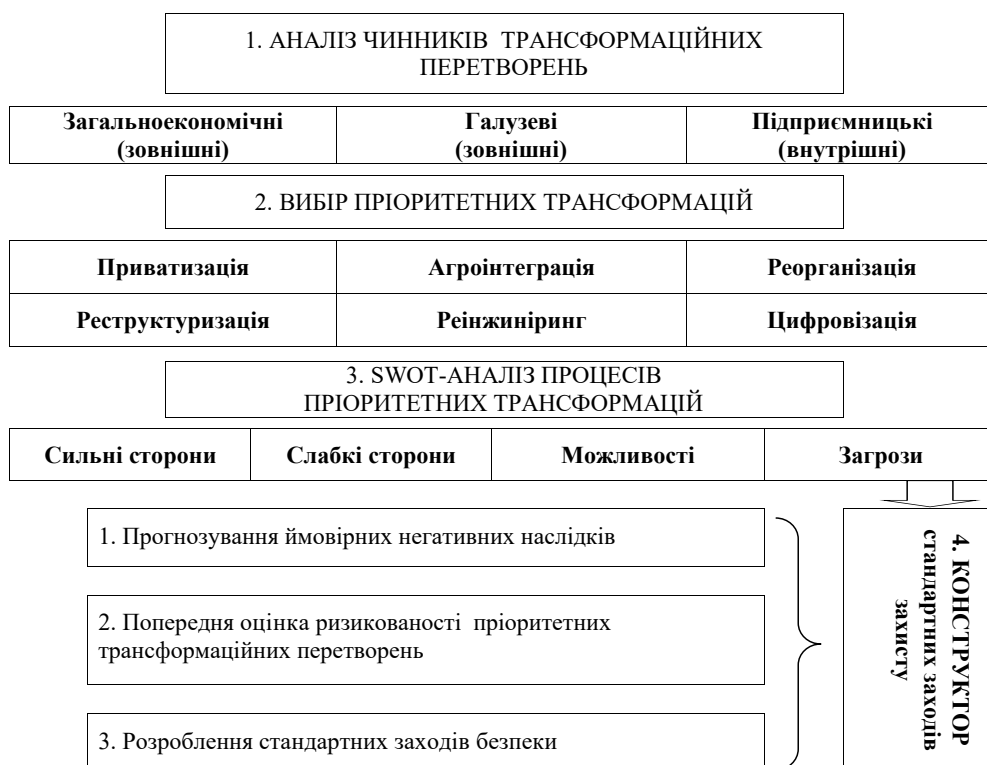 1. АНАЛІЗ ЧИННИКІВ ТРАНСФОРМАЦІЙНИХ
ПЕРЕТВОРЕНЬ
Загальноекономічні
(зовнішні)
Галузеві
(зовнішні)
Підприємницькі
(внутрішні)
2. ВИБІР ПРІОРИТЕТНИХ ТРАНСФОРМАЦІЙ
Приватизація
Агроінтеграція
Реорганізація
Реструктуризація
Реінжиніринг
Цифровізація
3. SWOT-АНАЛІЗ ПРОЦЕСІВ
ПРІОРИТЕТНИХ ТРАНСФОРМАЦІЙ
Сильні сторони
Слабкі сторони
Можливості
Загрози
1. Прогнозування ймовірних негативних наслідків
2. Попередня оцінка ризикованості пріоритетних
трансформаційних перетворень
3. Розроблення стандартних заходів безпеки
4. КОНСТРУКТОР
стандартних заходів
захисту